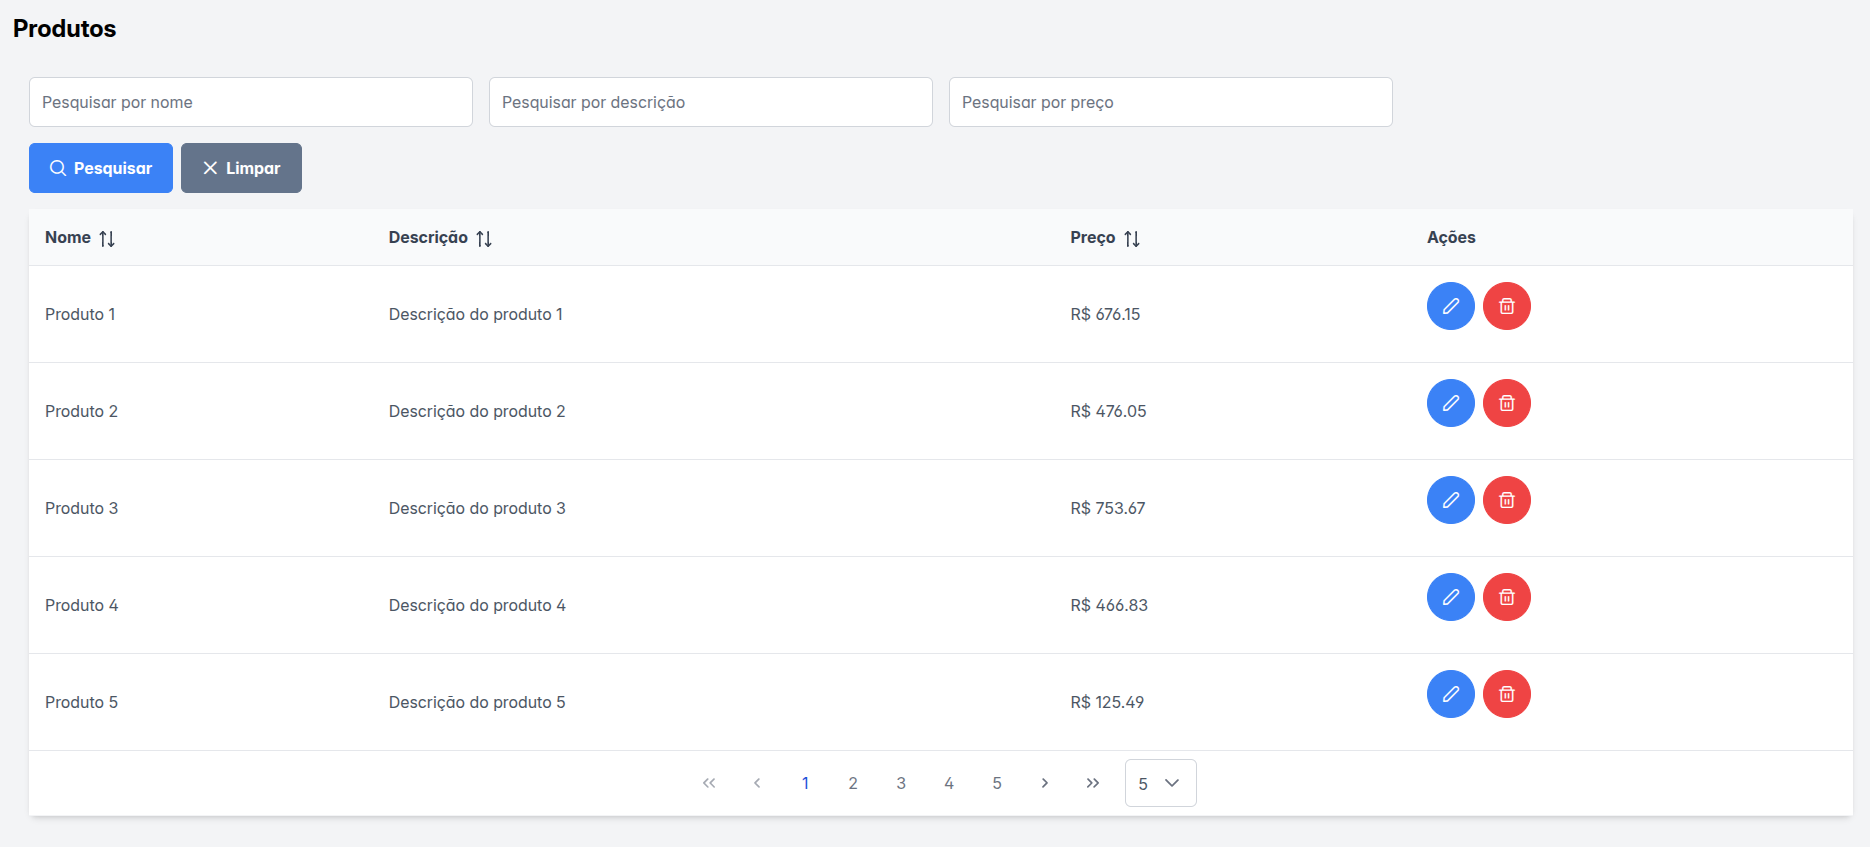 Produtos
Pesquisar por nome Pesquisar por descrição Pesquisar por preço
Pesquisar Limpar
Nome Descrição Preço Ações
Produto 1 Descrição do produto 1 R$ 676.15
Produto 2 Descrição do produto 2 R$ 476.05
Produto 3 Descrição do produto 3 R$ 753.67
Produto 4 Descrição do produto 4 R$ 466.83
Produto 5 Descrição do produto 5 R$ 125.49
1 2 3 4 5 5